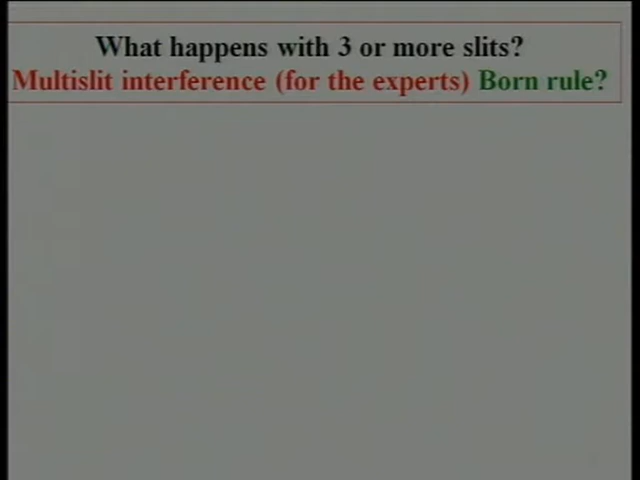 What happens with 3 or more slits?
Multislit interference (for the experts) Born rule?